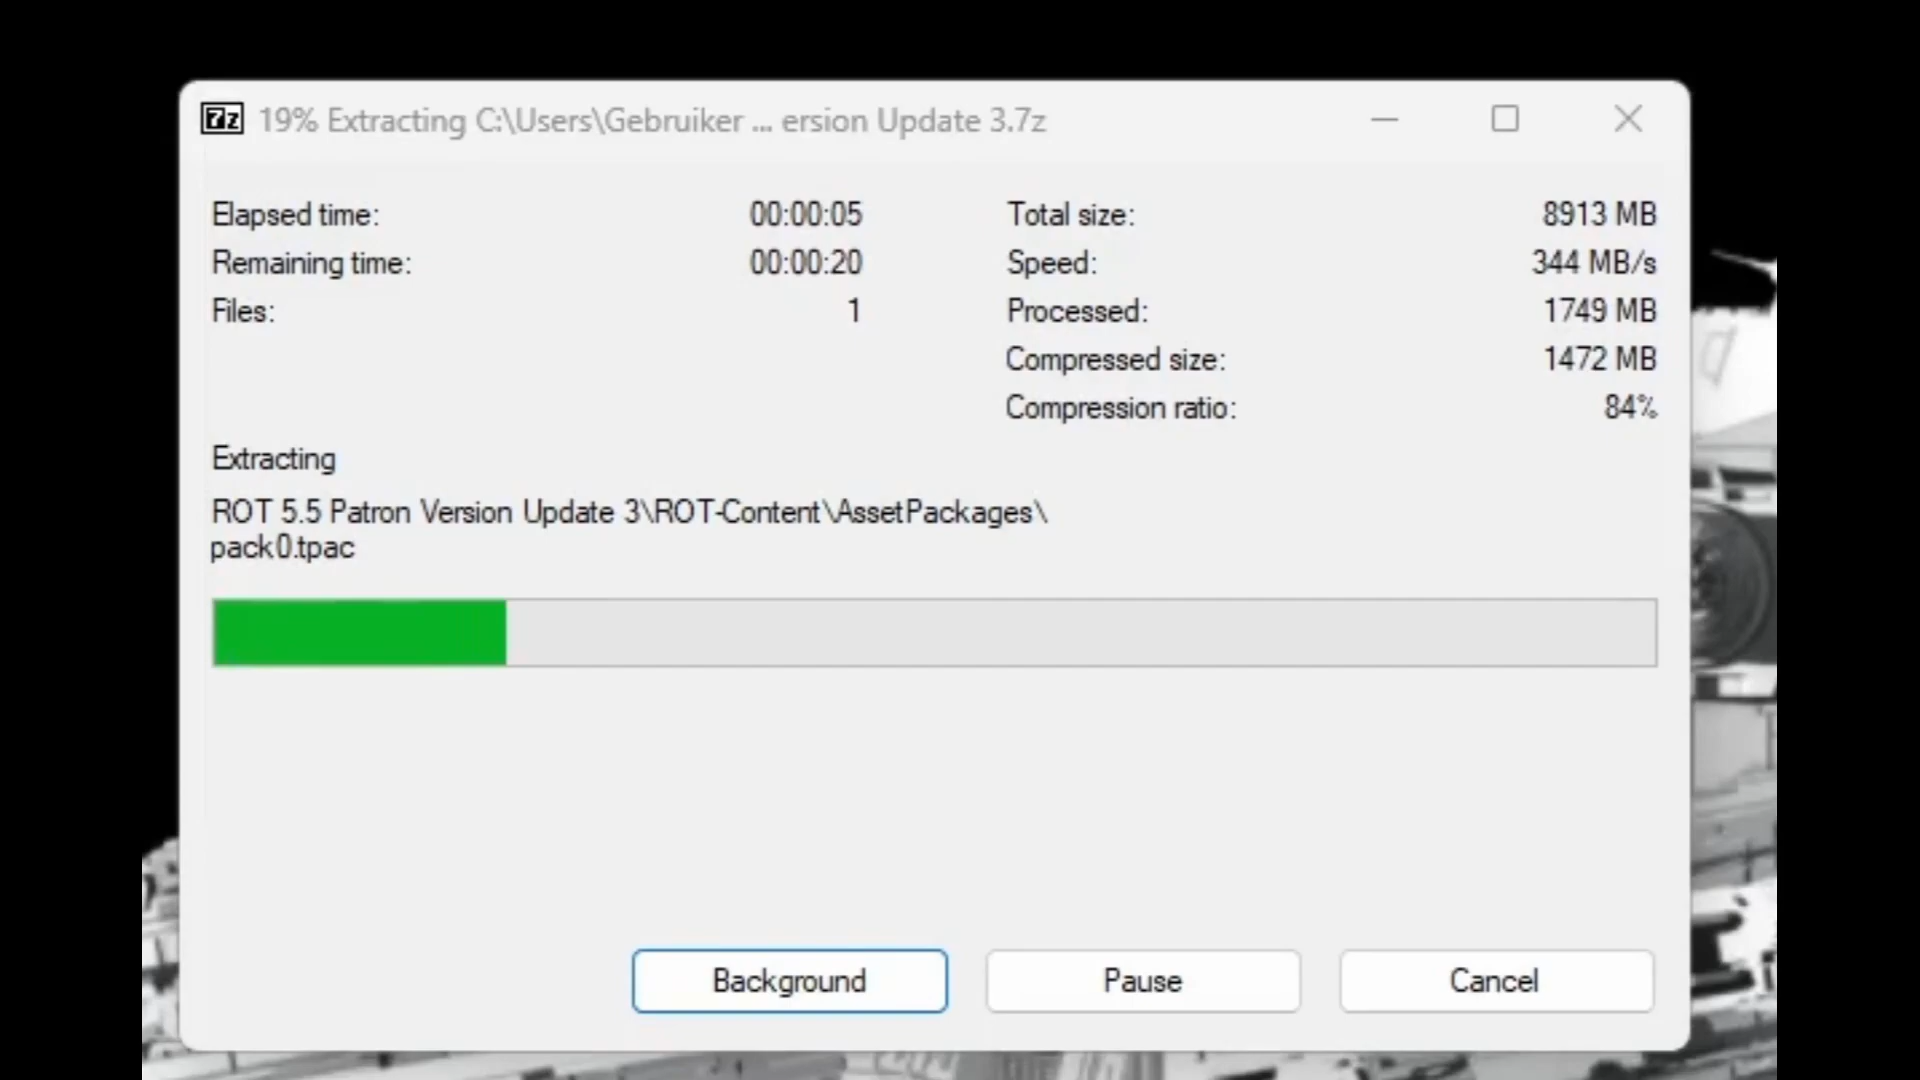 7z 19% Extracting C:\Users\Gebruiker ... ersion Update 3.7z
Elapsed time: 00:00:05 Total size: 8913 MB
Remaining time: 00:00:20 Speed: 344 MB/s
Files: 1 Processed: 1749 MB
Compressed size: 1472 MB
Compression ratio: 84%
Extracting
ROT 5.5 Patron Version Update 3\ROT-Content\AssetPackages\
pack0.tpac
Background Pause Cancel